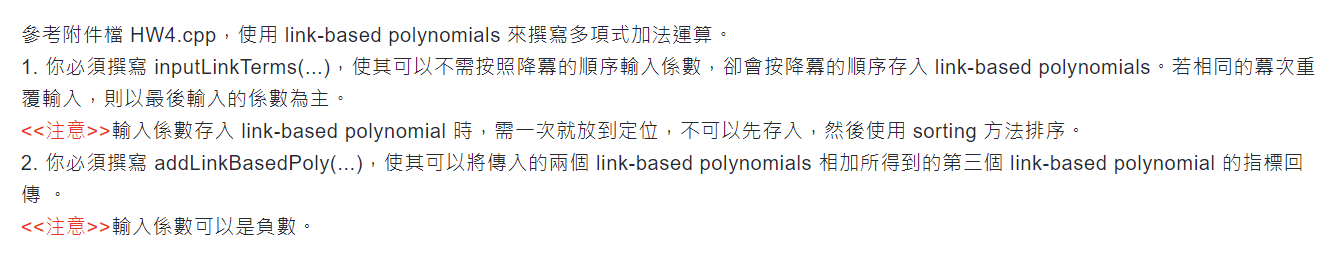 參考附件檔 HW4.cpp，使用 link-based polynomials 來撰寫多項式加法運算。
1. 你必須撰寫 inputLinkTerms(...)，使其可以不需按照降冪的順序輸入係數，卻會按降冪的順序存入 link-based polynomials。若相同的冪次重
覆輸入，則以最後輸入的係數為主。
<<注意>>輸入係數存入 link-based polynomial 時，需一次就放到定位，不可以先存入，然後使用 sorting 方法排序。
2. 你必須撰寫 addLinkBasedPoly(...)，使其可以將傳入的兩個 link-based polynomials 相加所得到的第三個 link-based polynomial 的指標回
傳 。
<<注意>>輸入係數可以是負數。